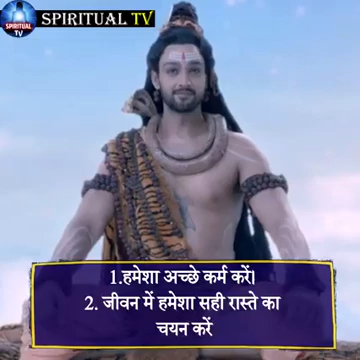 SPIRITUAL TV
SPIRITUAL
TV
1.हमेशा अच्छे कर्म करें।
2. जीवन में हमेशा सही रास्ते का
चयन करें